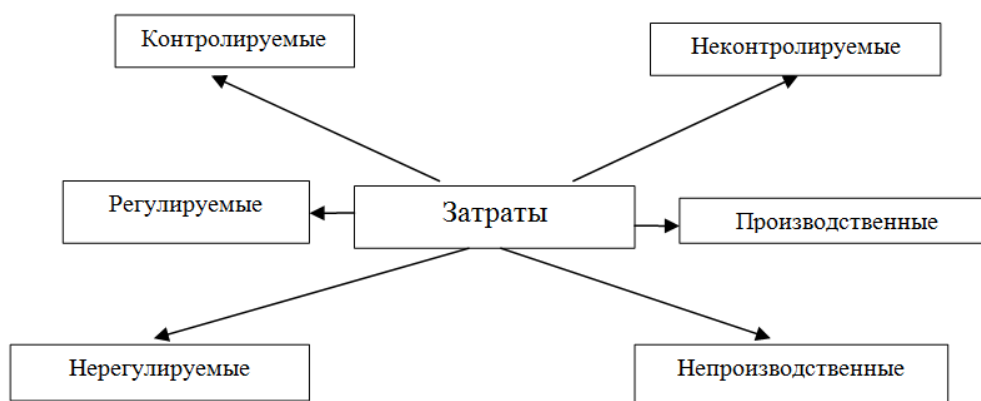 Контролируемые
Неконтролируемые
Регулируемые
Затраты
Производственные
Нерегулируемые
Непроизводственные